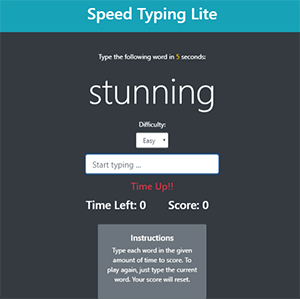 Speed Typing Lite
Type the following word in 5 seconds:
stunning
Difficulty:
Easy
Start typing ...
Time Up!!
Time Left: 0 Score: 0
Instructions
Type each word in the given
amount of time to score. To
play again, just type the current
word. Your score will reset.